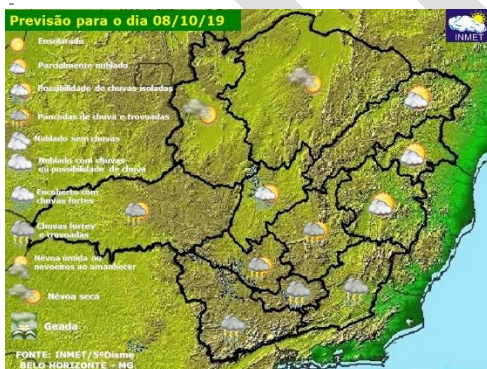 Previsão para o dia 08/10/19
INMET
Ensolarado
Parcialmente nublado
Possibilidade de chuvas isoladas
Pancadas de chuva e trovoadas
Nublado sem chuvas
Nublado com chuvas
ou possibilidade de chuva
Encoberto com
chuvas fortes
Chuvas fortes
e trovoadas
Névoa úmida ou
nevoeiros ao amanhecer
Névoa seca
Geada
FONTE: INMET/5ºDisme
BELO HORIZONTE - MG